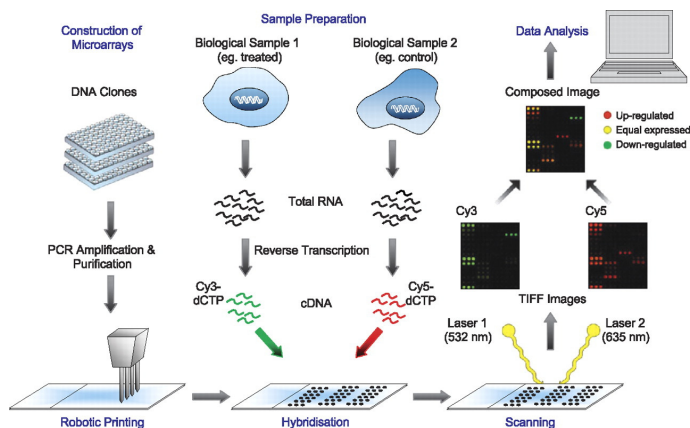 Construction of
Microarrays
DNA Clones
PCR Amplification &
Purification
Robotic Printing
Sample Preparation
Biological Sample 1
(eg. treated)
Biological Sample 2
(eg. control)
Total RNA
Reverse Transcription
Cy3-
dCTP
cDNA
Cy5-
dCTP
Hybridisation
Data Analysis
Composed Image
Up-regulated
Equal expressed
Down-regulated
Cy3
Cy5
TIFF Images
Laser 1
(532 nm)
Laser 2
(635 nm)
Scanning